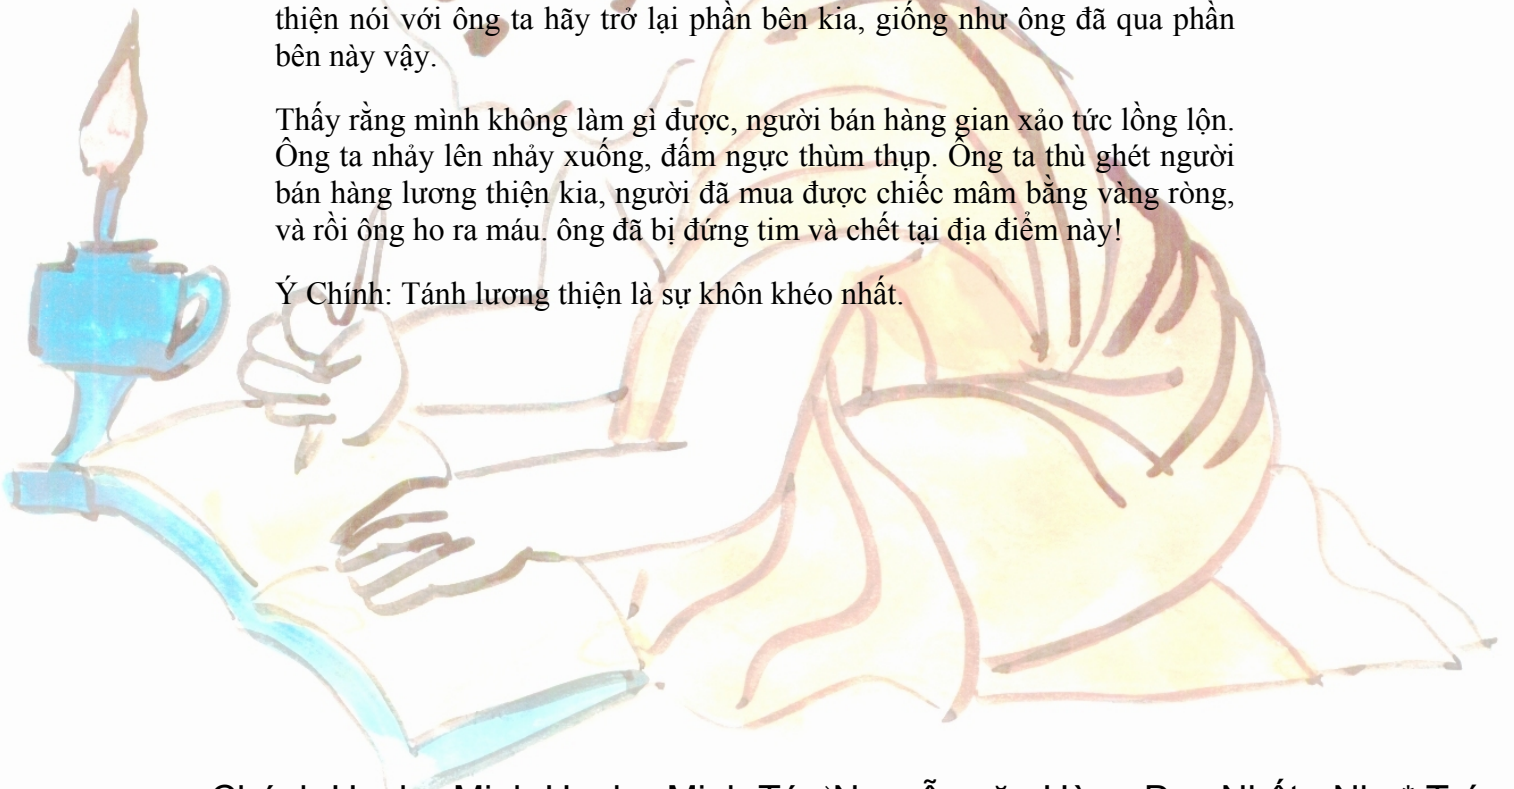 thiện nói với ông ta hãy trở lại phần bên kia, giống như ông đã qua phần
bên này vậy.
Thấy rằng mình không làm gì được, người bán hàng gian xảo tức lồng lộn.
Ông ta nhảy lên nhảy xuống, đấm ngực thùm thụp. Ông ta thù ghét người
bán hàng lương thiện kia, người đã mua được chiếc mâm bằng vàng ròng,
và rồi ông ho ra máu. ông đã bị đứng tim và chết tại địa điểm này!
Ý Chính: Tánh lương thiện là sự khôn khéo nhất.